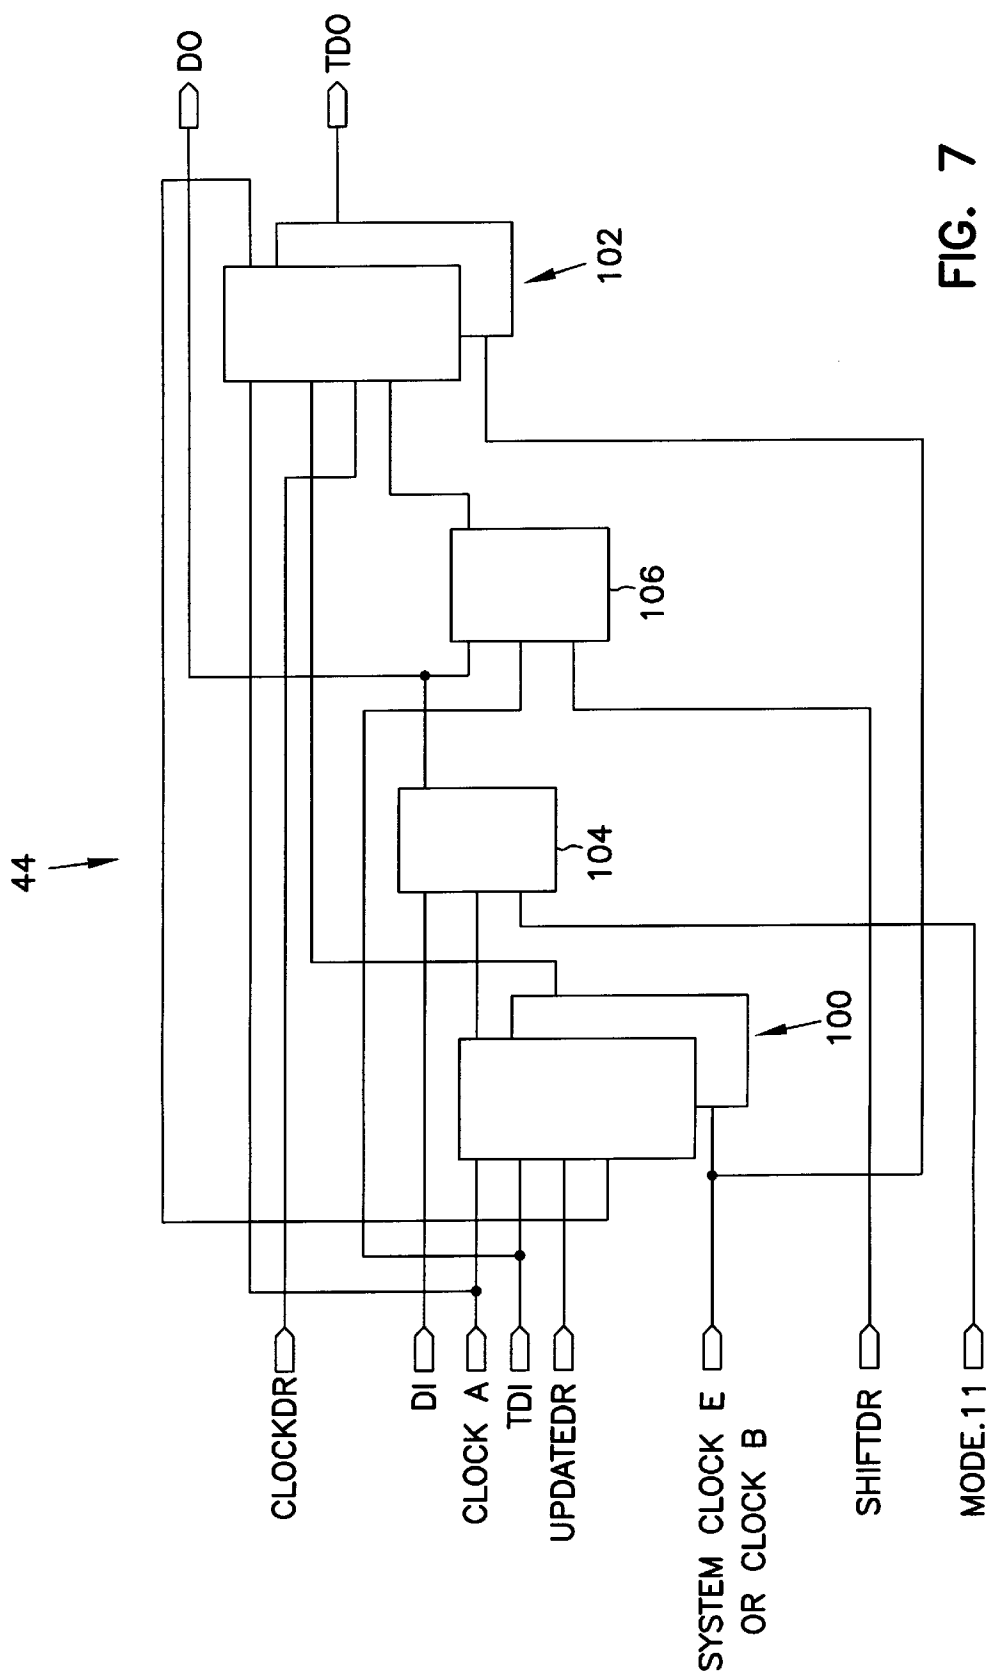 44
DO
TDO
102
106
104
100
CLOCKDR
DI
CLOCK A
TDI
UPDATEDR
SYSTEM CLOCK E
OR CLOCK B
SHIFTDR
MODE.11
FIG. 7